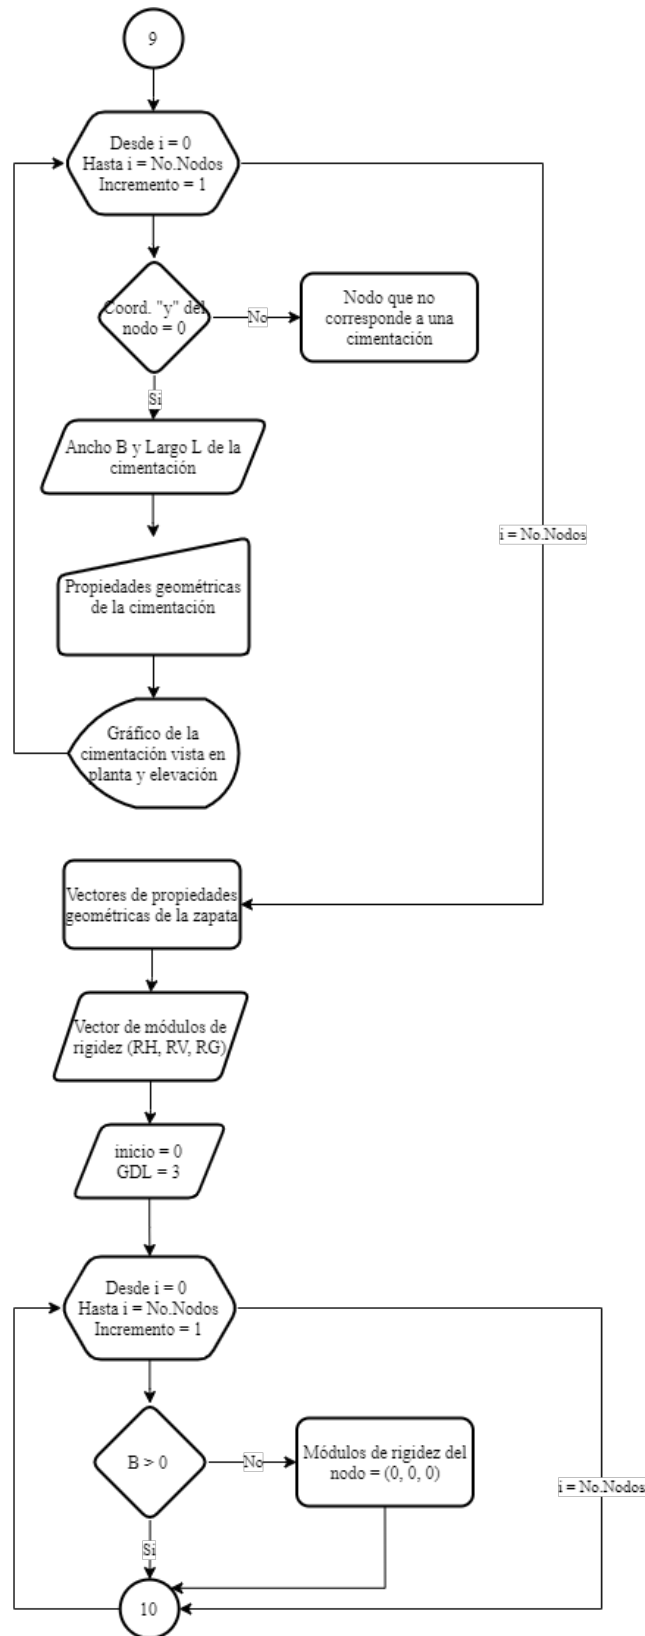 9
Desde i = 0
Hasta i = No.Nodos
Incremento = 1
Coord. "y" del
nodo = 0
No
Nodo que no
corresponde a una
cimentación
Si
Ancho B y Largo L de la
cimentación
i = No.Nodos
Propiedades geométricas
de la cimentación
Gráfico de la
cimentación vista en
planta y elevación
Vectores de propiedades
geométricas de la zapata
Vector de módulos de
rigidez (RH, RV, RG)
inicio = 0
GDL = 3
Desde i = 0
Hasta i = No.Nodos
Incremento = 1
B > 0
No
Módulos de rigidez del
nodo = (0, 0, 0)
i = No.Nodos
Si
10